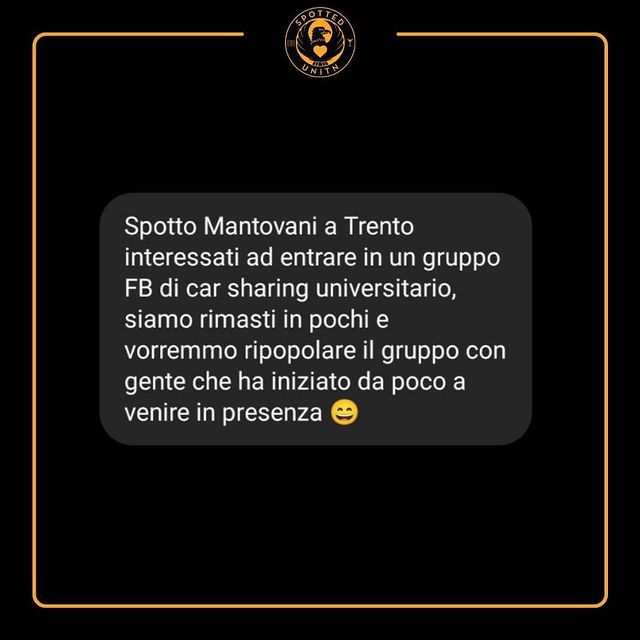 SPOTTED
UNITN
Spotto Mantovani a Trento
interessati ad entrare in un gruppo
FB di car sharing universitario,
siamo rimasti in pochi e
vorremmo ripopolare il gruppo con
gente che ha iniziato da poco a
venire in presenza 😄